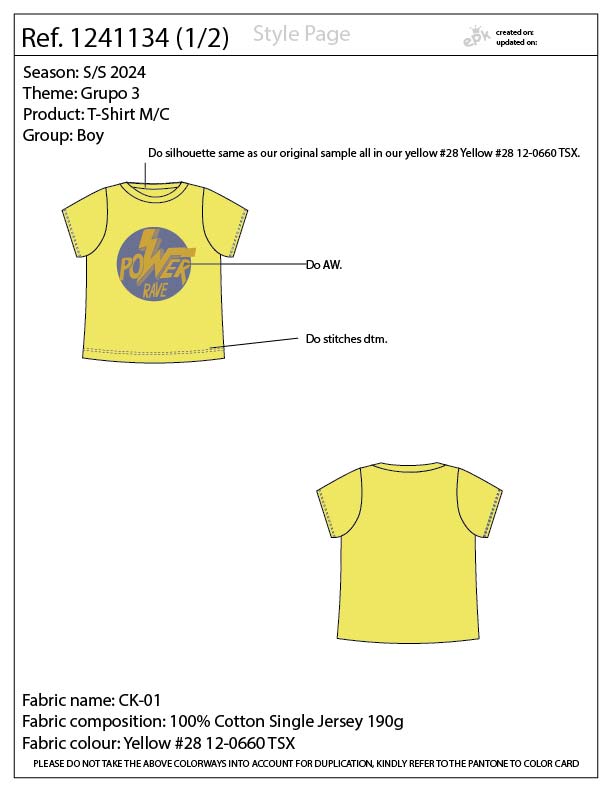 Ref. 1241134 (1/2)
Style Page
epk
created on:
updated on:
Season: S/S 2024
Theme: Grupo 3
Product: T-Shirt M/C
Group: Boy
Do silhouette same as our original sample all in our yellow #28 Yellow #28 12-0660 TSX.
POWER
RAVE
Do AW.
Do stitches dtm.
Fabric name: CK-01
Fabric composition: 100% Cotton Single Jersey 190g
Fabric colour: Yellow #28 12-0660 TSX
PLEASE DO NOT TAKE THE ABOVE COLORWAYS INTO ACCOUNT FOR DUPLICATION, KINDLY REFER TO THE PANTONE TO COLOR CARD